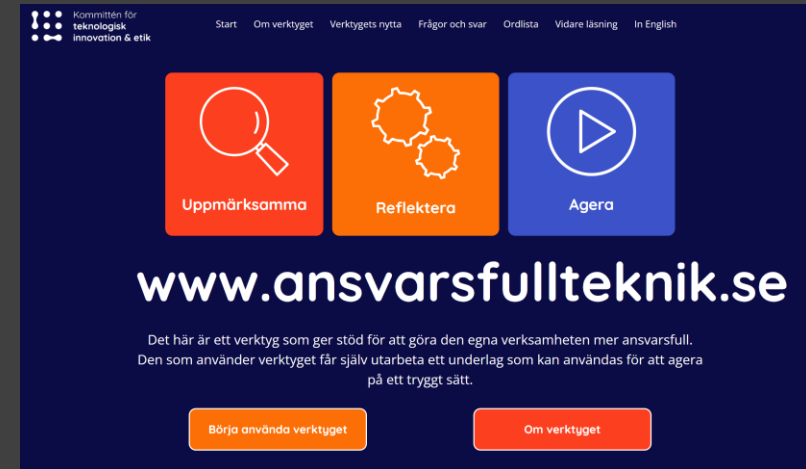 Kommittén för
teknologisk
innovation & etik
Start Om verktyget Verktygets nytta Frågor och svar Ordlista Vidare läsning In English
Uppmärksamma
Reflektera
Agera
www.ansvarsfullteknik.se
Det här är ett verktyg som ger stöd för att göra den egna verksamheten mer ansvarsfull.
Den som använder verktyget får själv utarbeta ett underlag som kan användas för att agera
på ett tryggt sätt.
Börja använda verktyget
Om verktyget